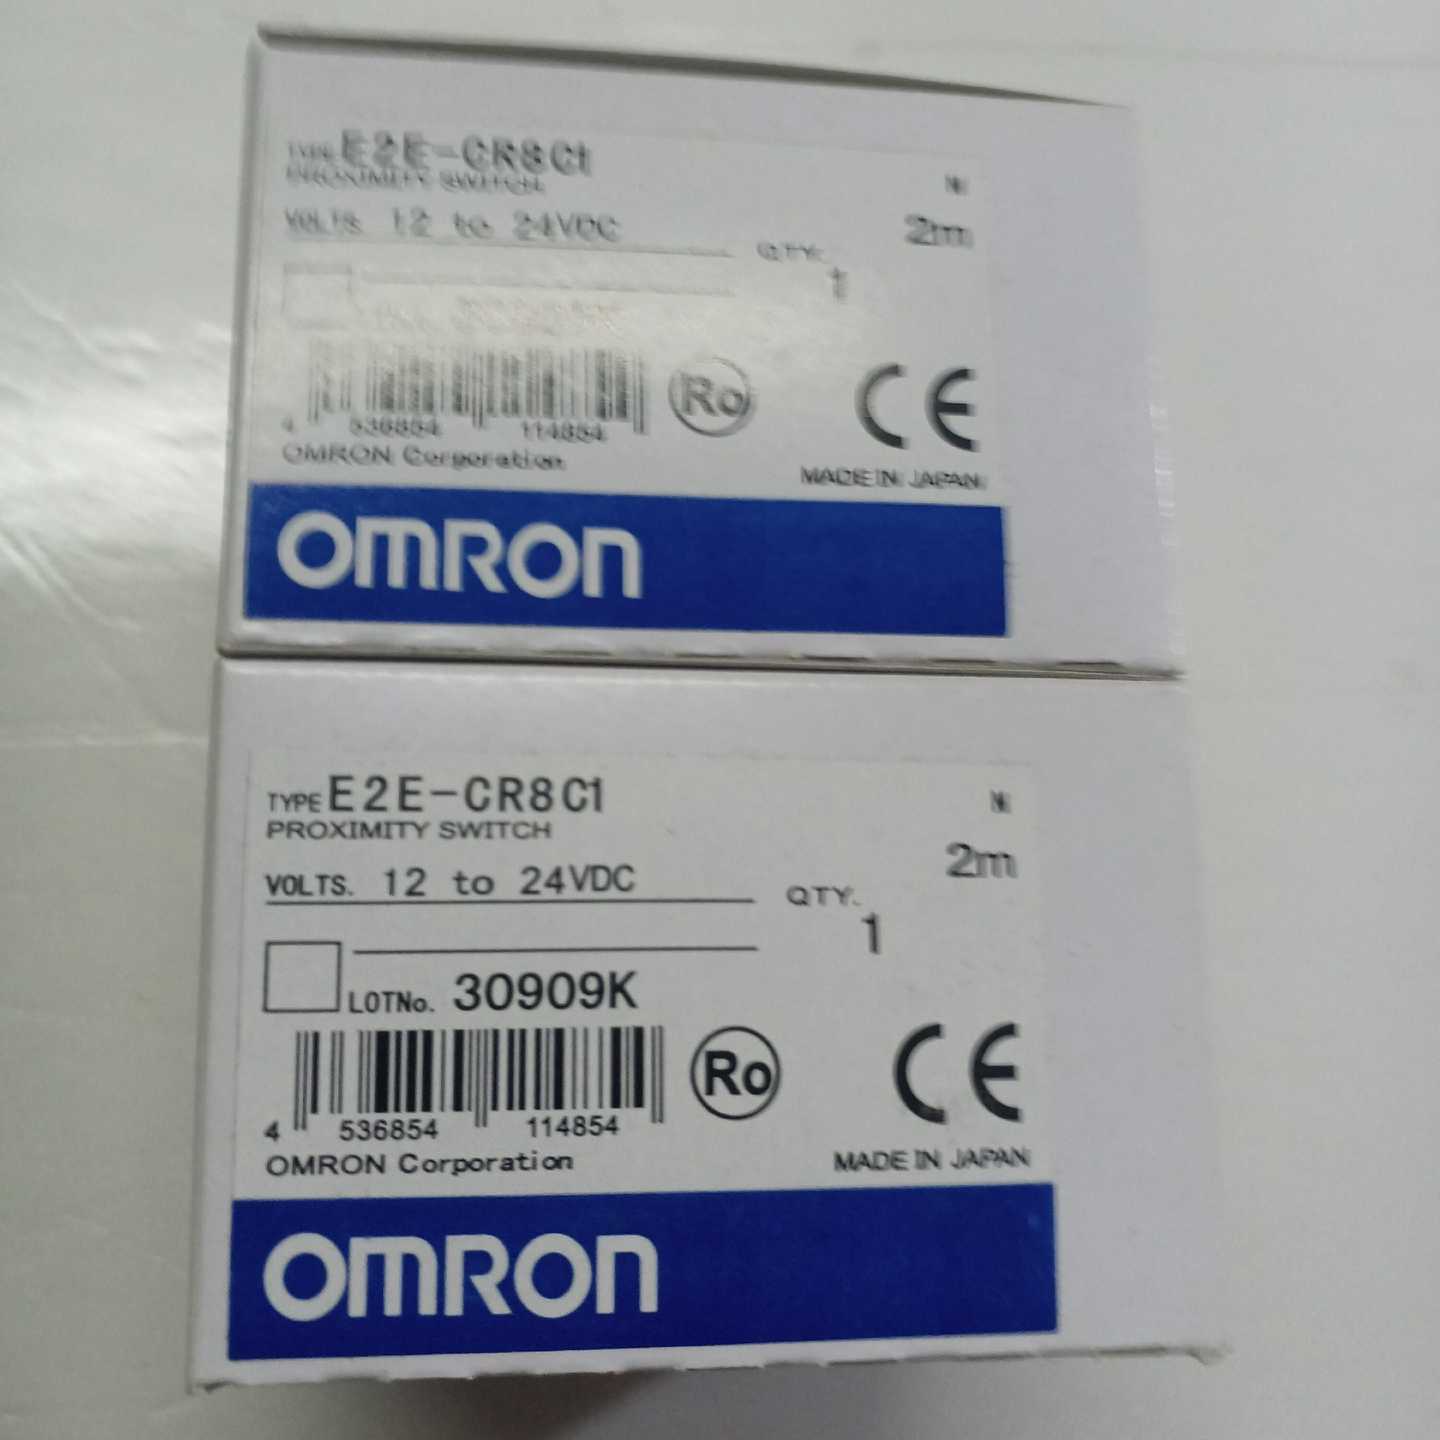 TYPE E2E-CR8C1
PROXIMITY SWITCH
VOLTS. 12 to 24VDC
QTY.
1
2m
4 536854 114854
Ro
CE
OMRON Corporation
MADE IN JAPAN
OMRON
TYPE E2E-CR8C1
PROXIMITY SWITCH
VOLTS. 12 to 24VDC
QTY.
1
2m
LOTNo. 30909K
4 536854 114854
Ro
CE
OMRON Corporation
MADE IN JAPAN
OMRON